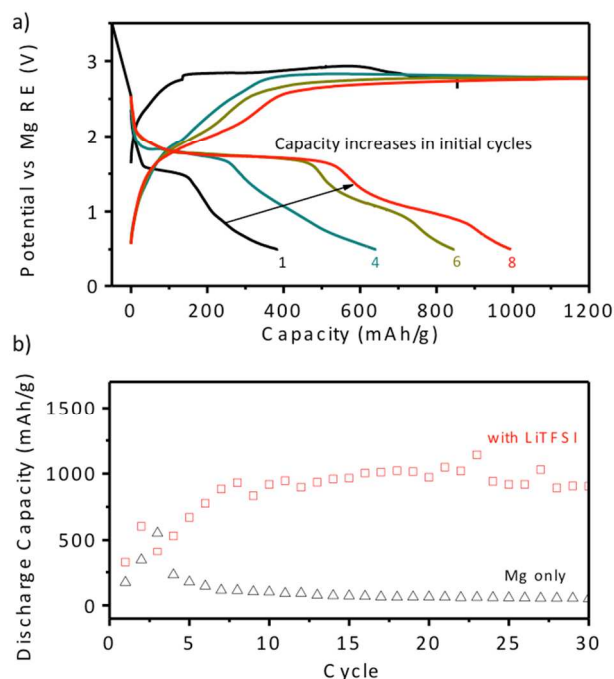 a)
Potential vs Mg RE (V)
3
2
1
0
Capacity increases in initial cycles
1
4
6
8
0 200 400 600 800 1000 1200
Capacity (mAh/g)
b)
Discharge Capacity (mAh/g)
1500
1000
500
0
with LiTFSI
Mg only
0 5 10 15 20 25 30
Cycle